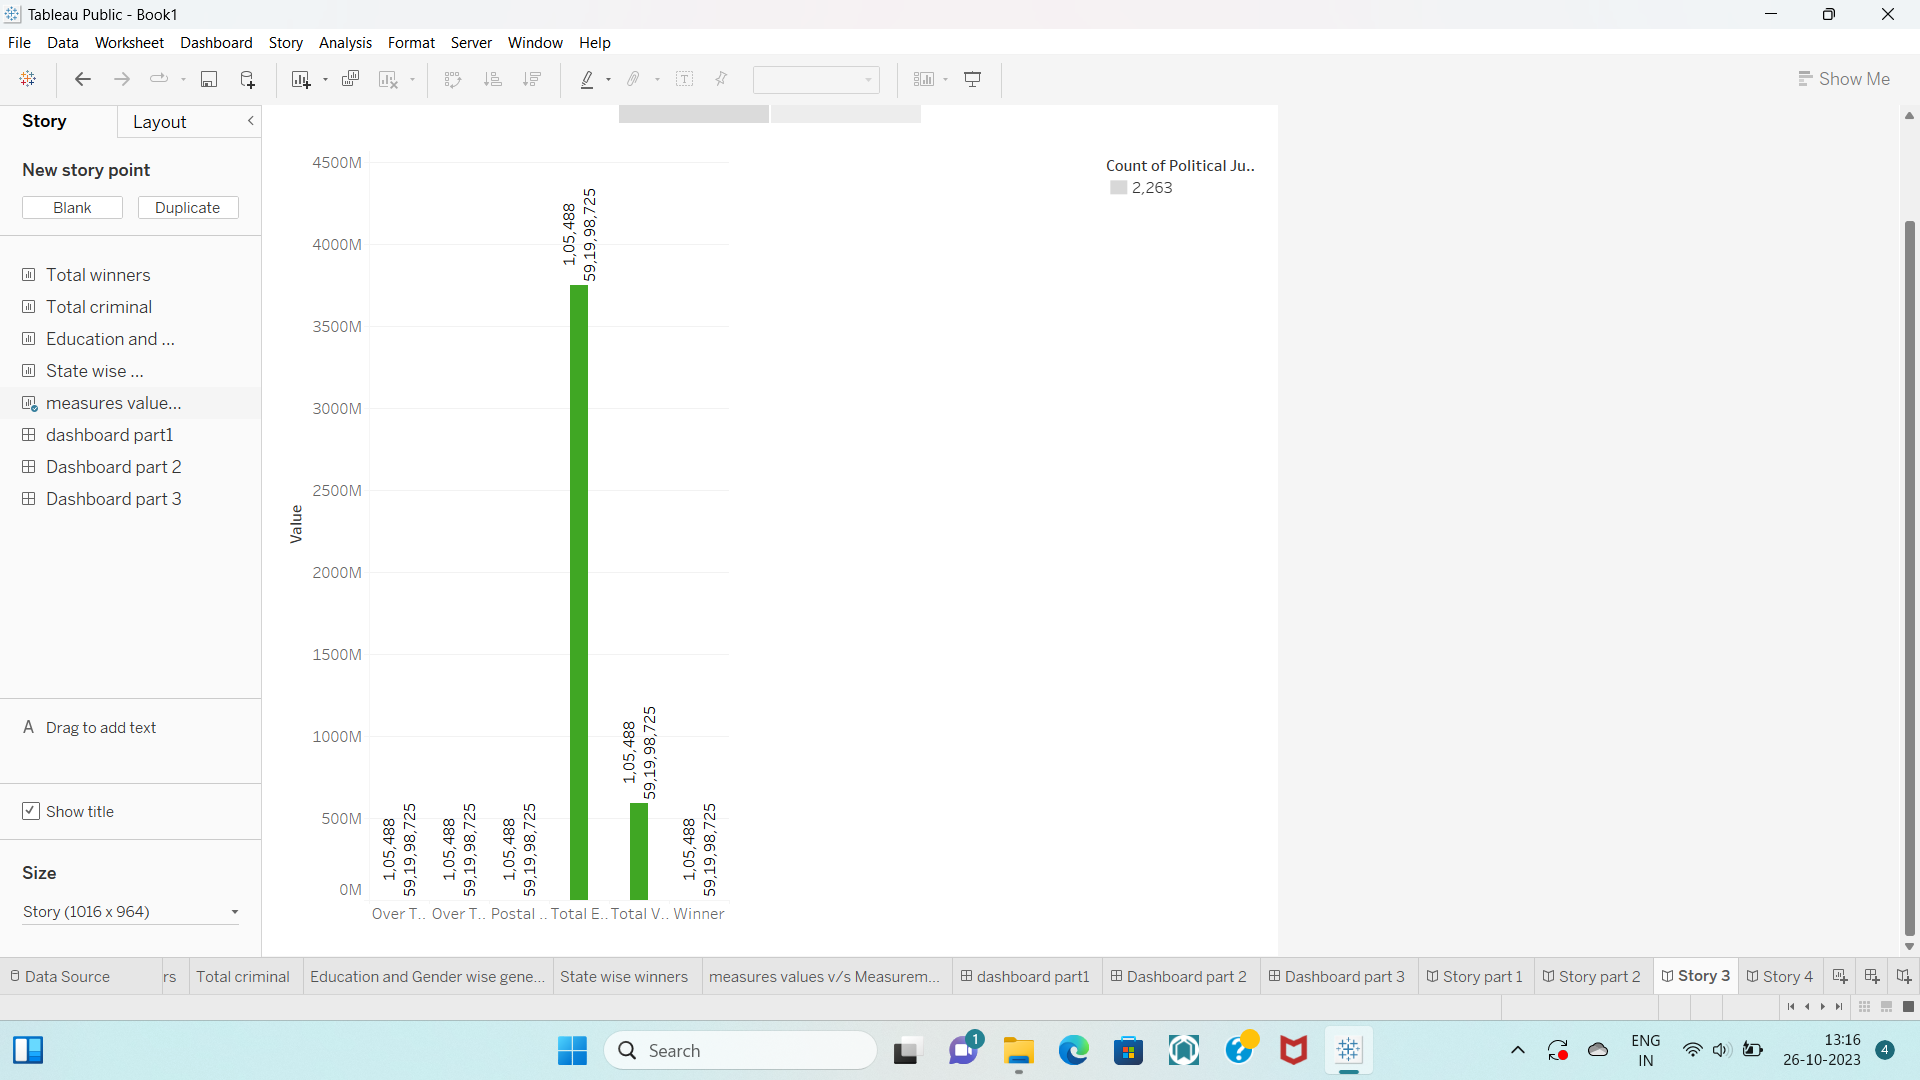 Tableau Public - Book1
File Data Worksheet Dashboard Story Analysis Format Server Window Help
Show Me
Story Layout
New story point
Blank Duplicate
Total winners
Total criminal
Education and ...
State wise ...
measures value...
dashboard part1
Dashboard part 2
Dashboard part 3
A Drag to add text
Show title
Size
Story (1016 x 964)
Value
4500M
4000M
3500M
3000M
2500M
2000M
1500M
1000M
500M
0M
1,05,488
59,19,98,725
1,05,488
59,19,98,725
1,05,488
59,19,98,725
1,05,488
59,19,98,725
1,05,488
59,19,98,725
1,05,488
59,19,98,725
Over T.. Over T.. Postal .. Total E.. Total V.. Winner
Count of Political Ju..
2,263
Data Source rs Total criminal Education and Gender wise gene... State wise winners measures values v/s Measurem... dashboard part1 Dashboard part 2 Dashboard part 3 Story part 1 Story part 2 Story 3 Story 4
Search
1
ENG
IN
13:16
26-10-2023
4